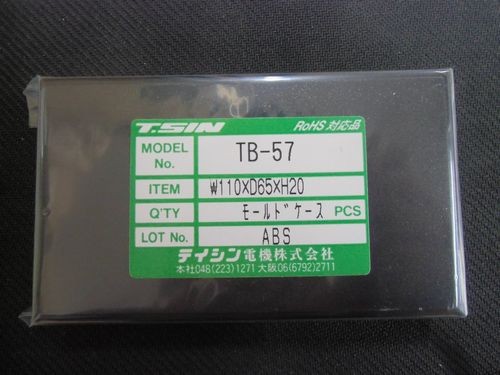 T.SIN RoHS 対応品
MODEL No. TB-57
ITEM W110×D65×H20
Q'TY ﾓｰﾙﾄﾞｹｰｽ PCS
LOT No. ABS
テイシン電機株式会社
本社048(223)1271 大阪06(6792)2711